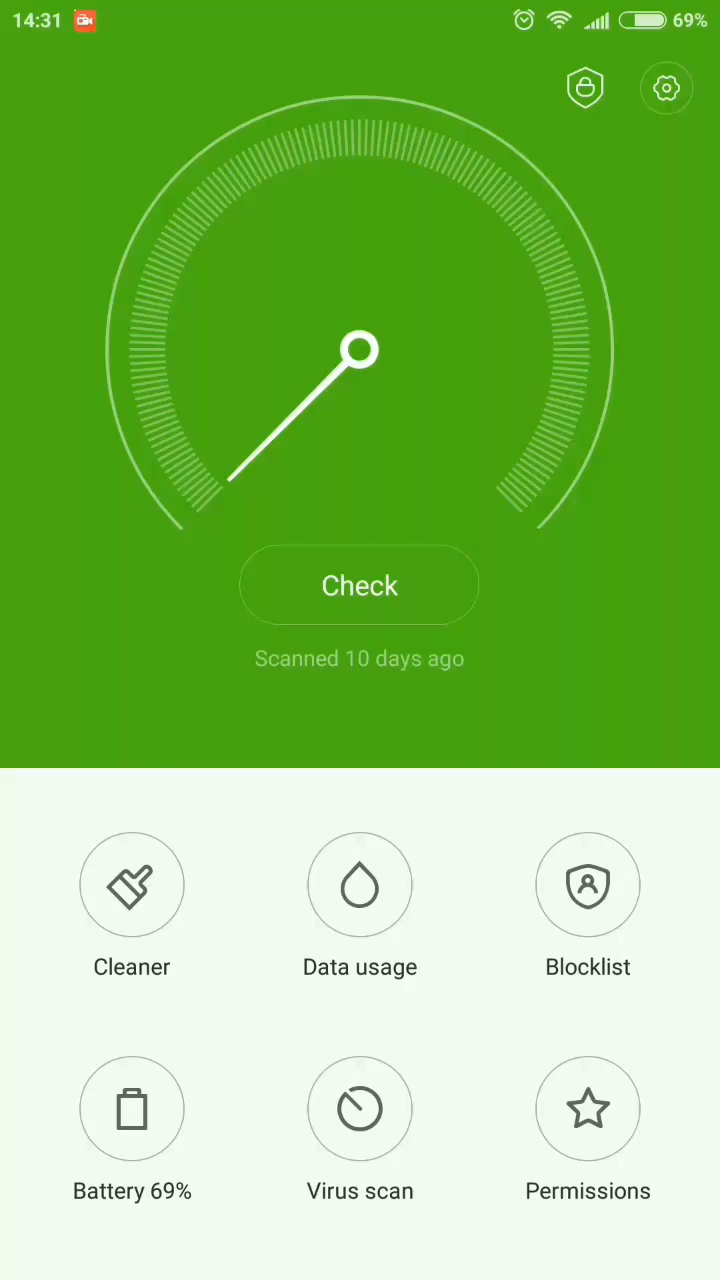 14:31 69%
Check
Scanned 10 days ago
Cleaner Data usage Blocklist
Battery 69% Virus scan Permissions